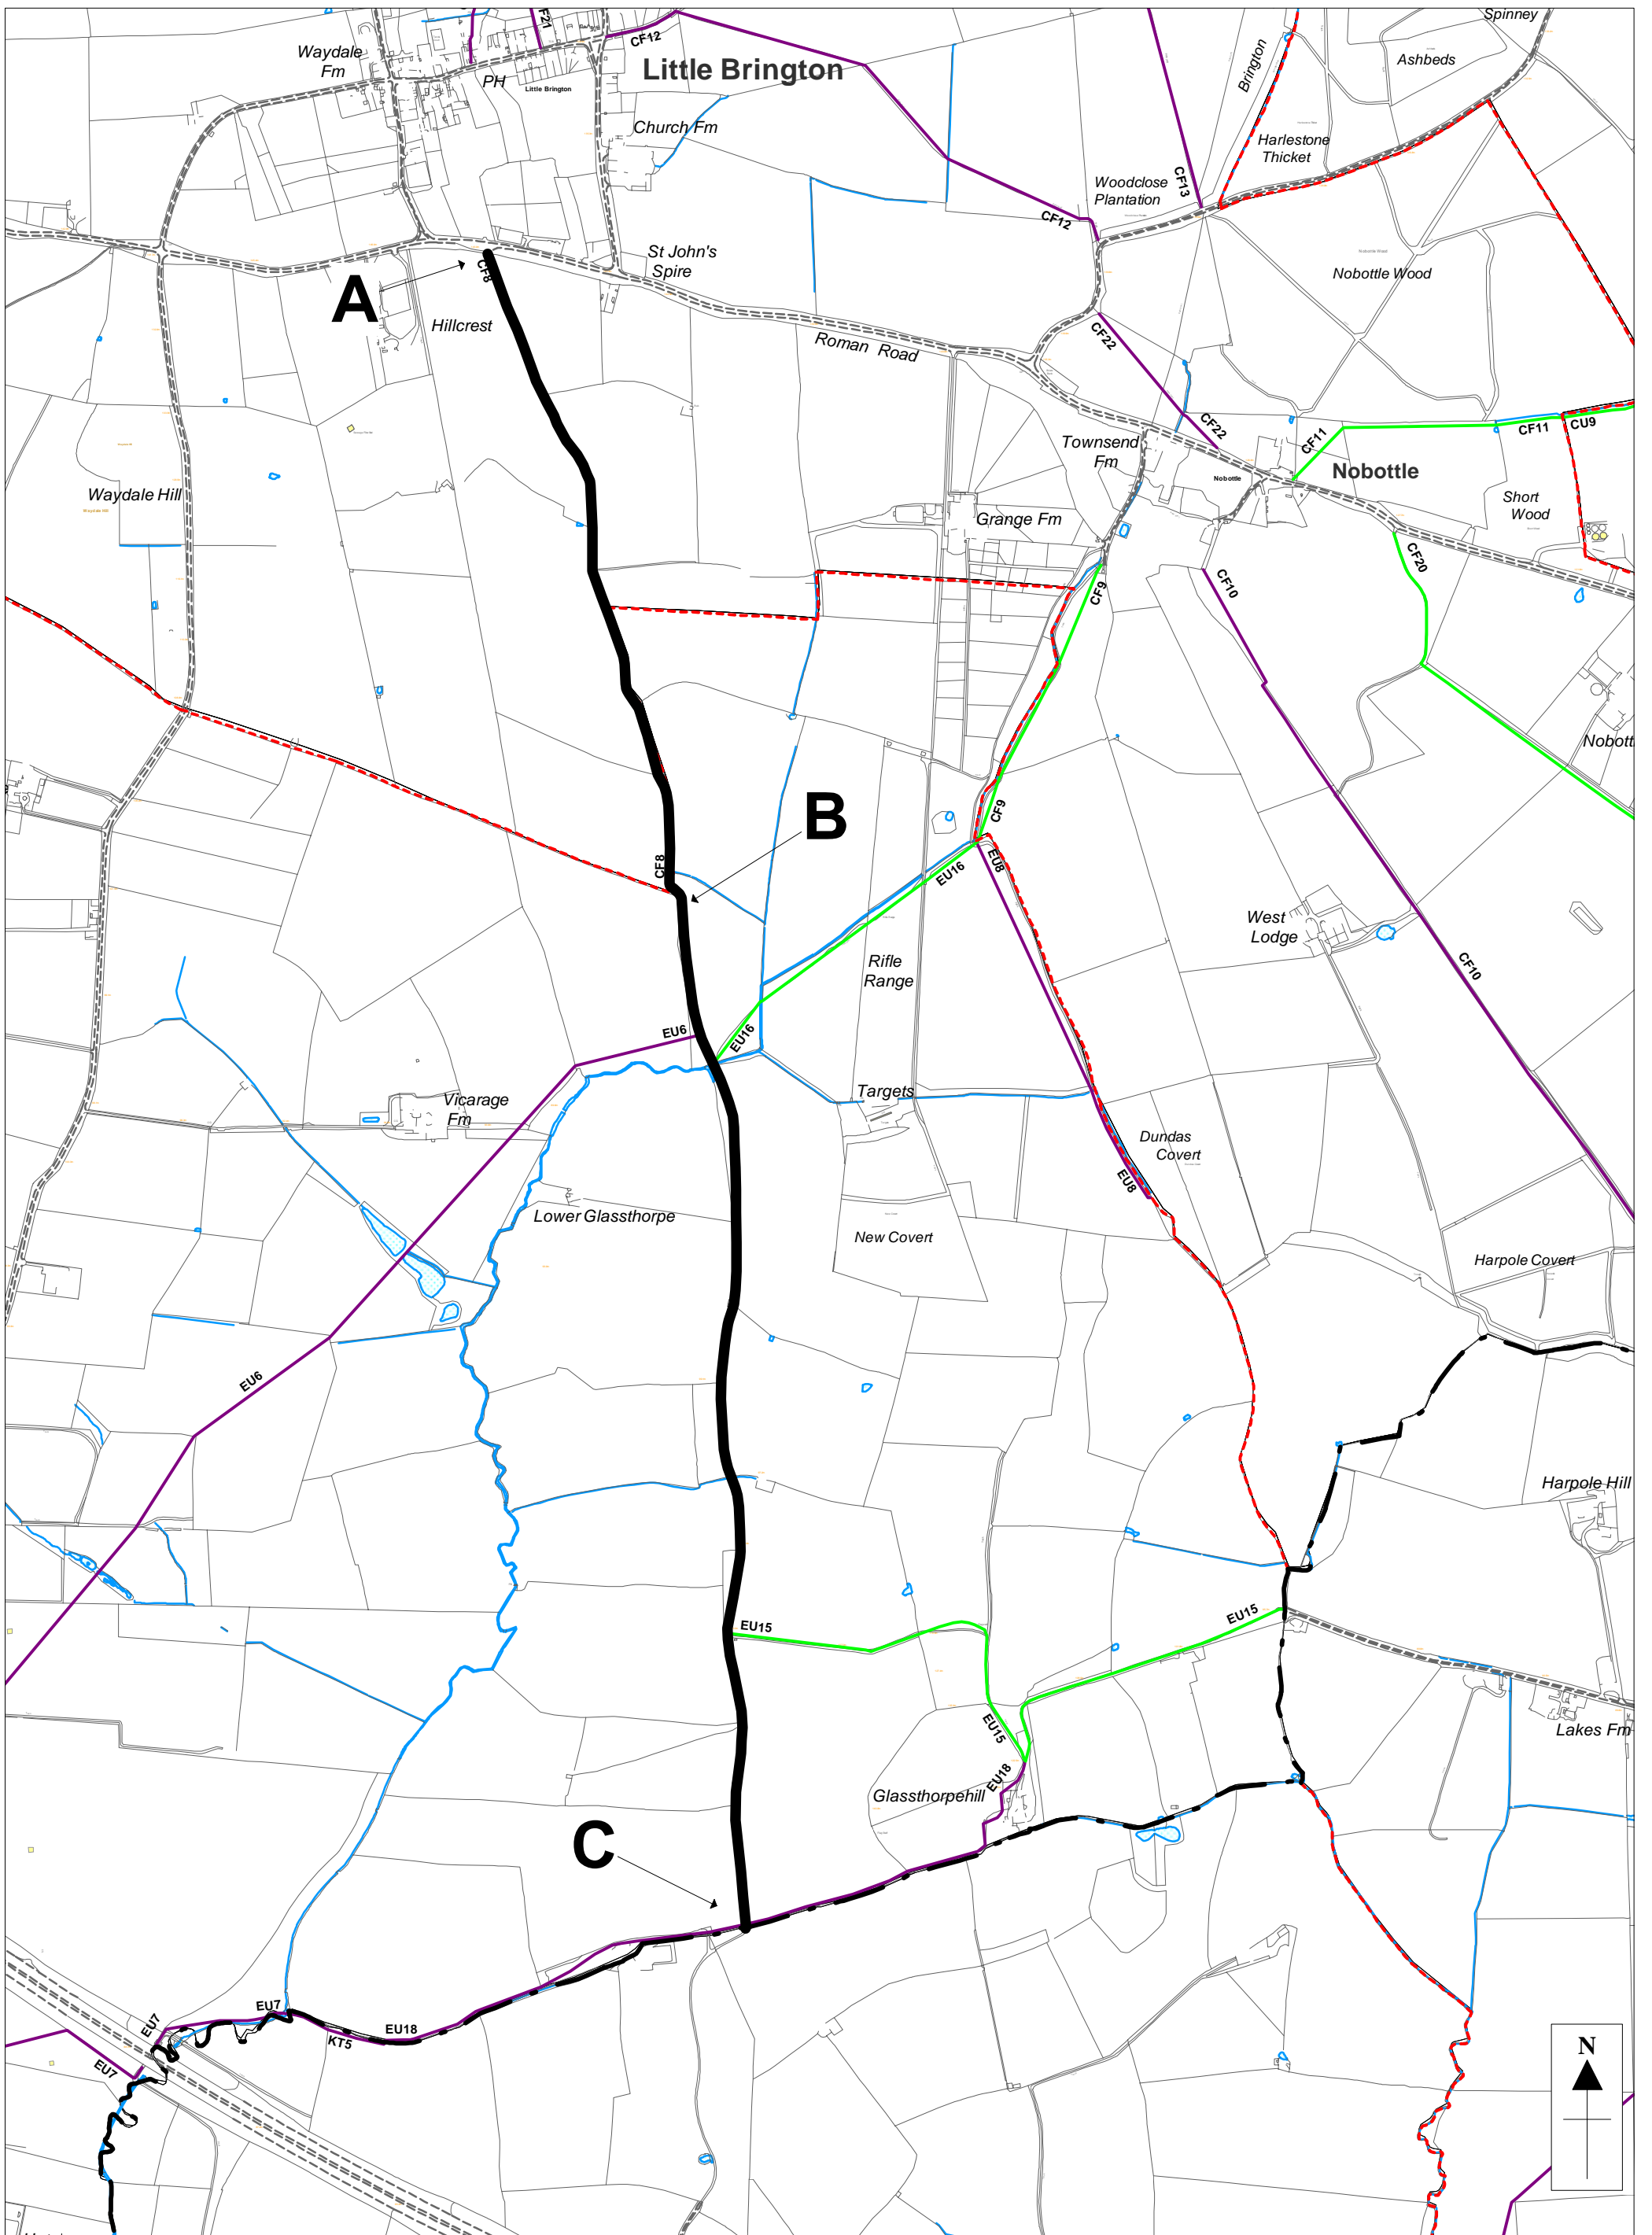 Spinney
F21
CF12
Waydale
Fm
PH
Little Brington
Little Brington
Ashbeds
Brington
Church Fm
Harlestone
Thicket
Woodclose
Plantation
CF13
CF12
St John's
Spire
A
CF8
Hillcrest
Nobottle Wood
Roman Road
CF22
CF22
Townsend
Fm
CF11
CF11
CU9
Nobottle
Nobottle
Waydale Hill
Grange Fm
Short
Wood
CF9
CF10
CF20
Nobott
B
CF9
CF8
EU16
EU8
West
Lodge
Rifle
Range
CF10
EU6
EU16
Vicarage
Fm
Targets
Dundas
Covert
EU8
Lower Glassthorpe
New Covert
Harpole Covert
EU6
Harpole Hill
EU15
EU15
EU15
Lakes Fm
EU18
Glassthorpehill
C
EU7
EU7
EU18
KT5
EU7
N